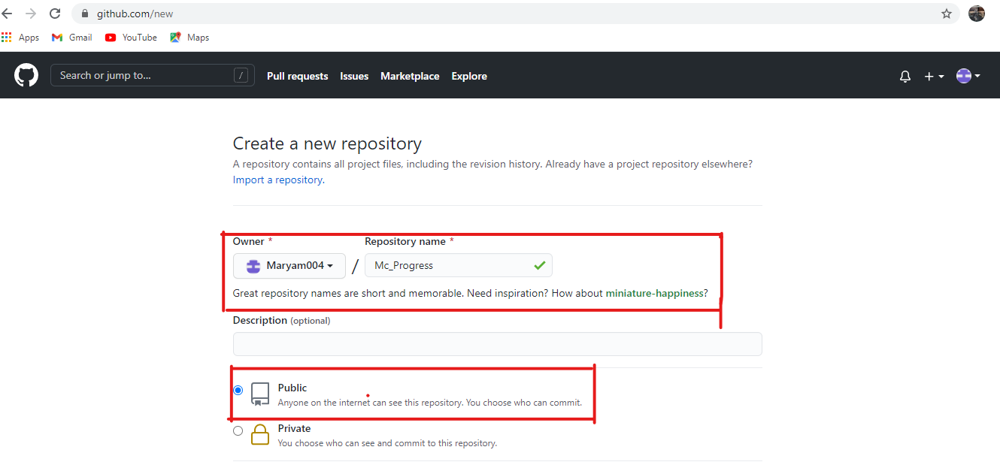 github.com/new
Apps Gmail YouTube Maps
Search or jump to... / Pull requests Issues Marketplace Explore
Create a new repository
A repository contains all project files, including the revision history. Already have a project repository elsewhere?
Import a repository.
Owner * Repository name *
Maryam004 / Mc_Progress
Great repository names are short and memorable. Need inspiration? How about miniature-happiness?
Description (optional)
Public
Anyone on the internet can see this repository. You choose who can commit.
Private
You choose who can see and commit to this repository.